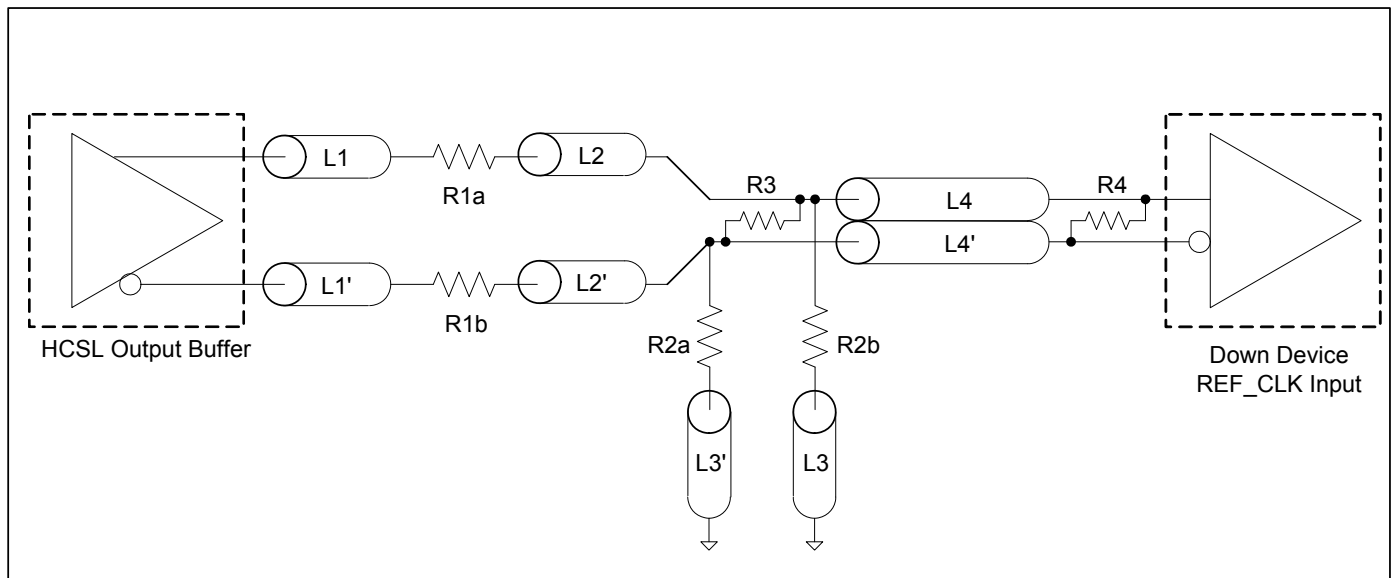 L1
R1a
L2
R3
L4
R4
L4'
L1'
R1b
L2'
HCSL Output Buffer
R2a
R2b
Down Device
REF_CLK Input
L3'
L3